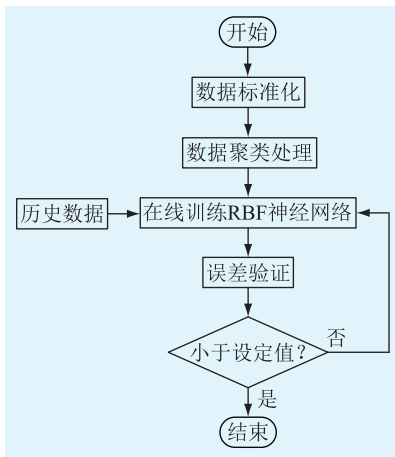 开始
数据标准化
数据聚类处理
历史数据
在线训练RBF神经网络
误差验证
小于设定值?
否
是
结束